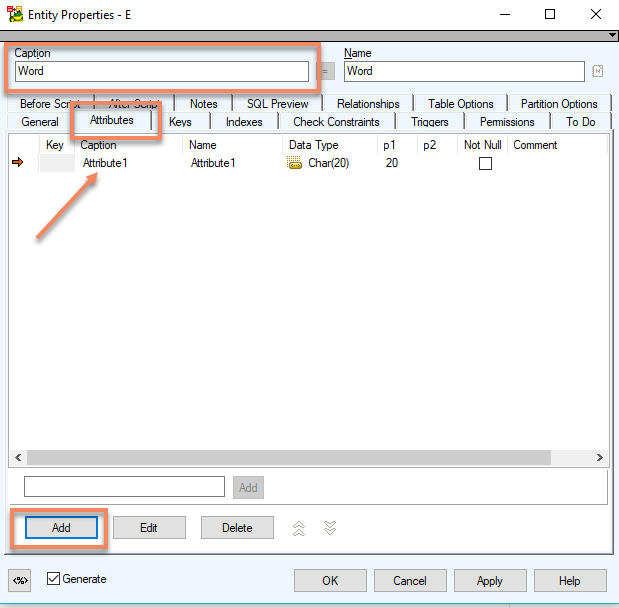 Entity Properties - E
Caption Name
Word = Word N
Before Script After Script Notes SQL Preview Relationships Table Options Partition Options
General Attributes Keys Indexes Check Constraints Triggers Permissions To Do
Key Caption Name Data Type p1 p2 Not Null Comment
Attribute1 Attribute1 Char(20) 20
Add
Add Edit Delete
<%> Generate OK Cancel Apply Help